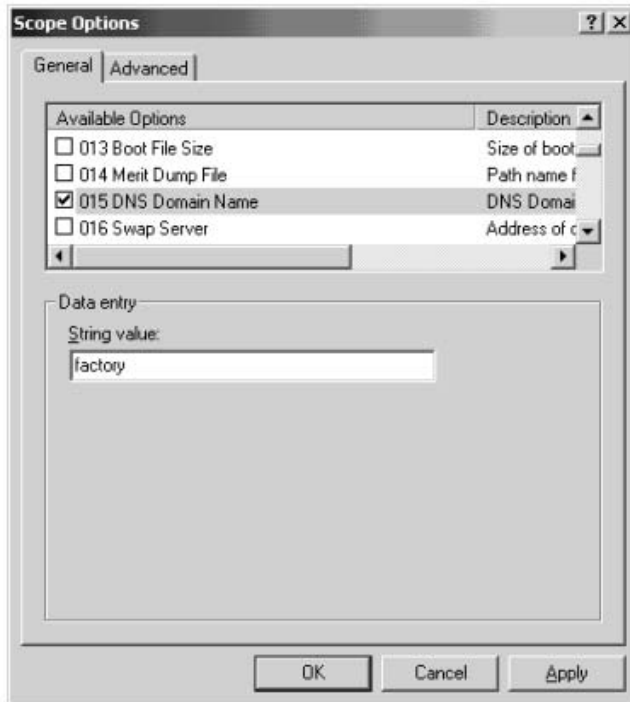 Scope Options
General Advanced
Available Options Description
013 Boot File Size Size of boot
014 Merit Dump File Path name f
015 DNS Domain Name DNS Domai
016 Swap Server Address of c
Data entry
String value:
factory
OK Cancel Apply